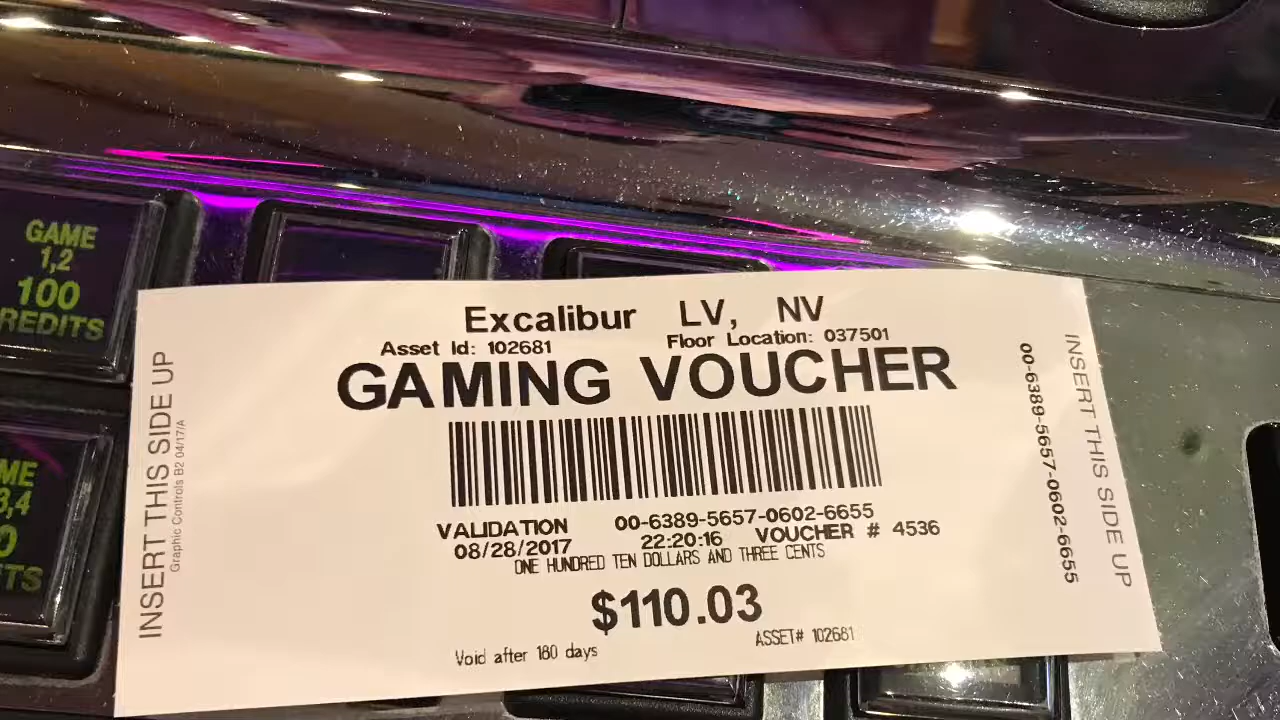 GAME
1,2
100
REDITS
ME
3,4
0
TS
Excalibur LV, NV
Asset Id: 102681 Floor Location: 037501
GAMING VOUCHER
VALIDATION 00-6389-5657-0602-6655
08/28/2017 22:20:16 VOUCHER # 4536
ONE HUNDRED TEN DOLLARS AND THREE CENTS
$110.03
Void after 180 days ASSET# 102681
INSERT THIS SIDE UP
Graphic Controls B2 04/17/A
00-6389-5657-0602-6655
INSERT THIS SIDE UP